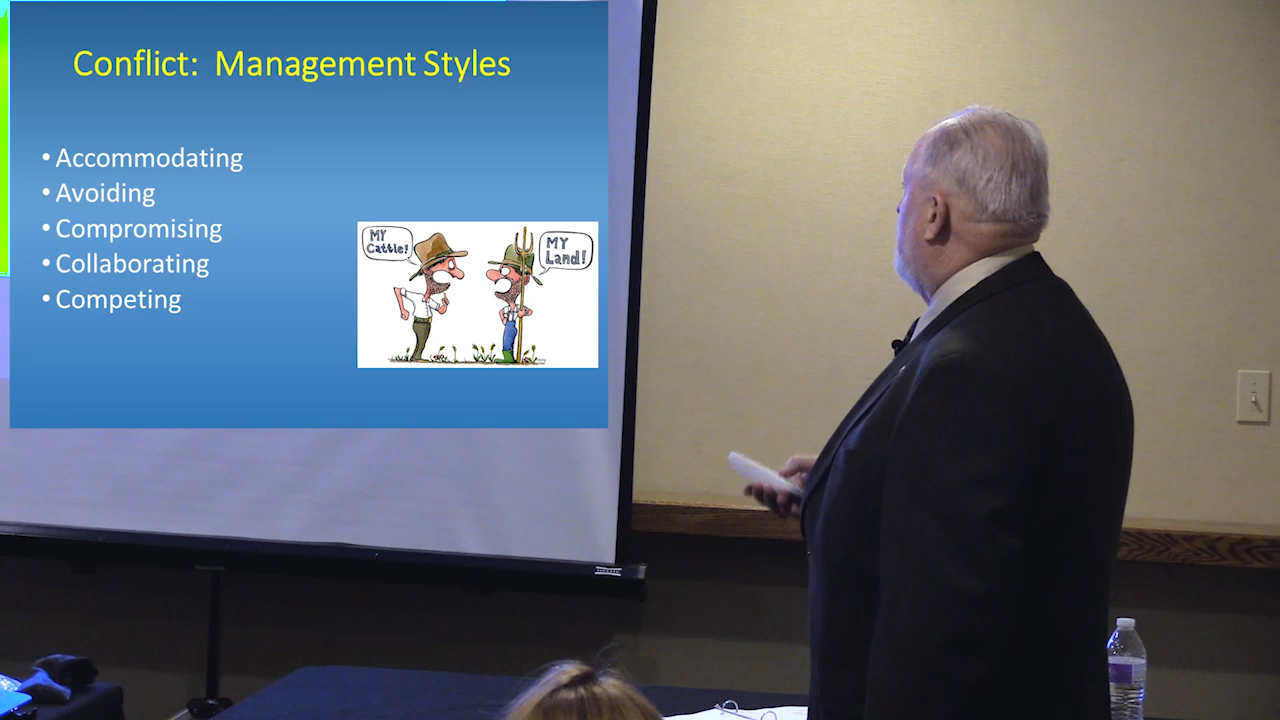 Conflict: Management Styles
• Accommodating
• Avoiding
• Compromising
• Collaborating
• Competing
MY
Cattle!
MY
Land!